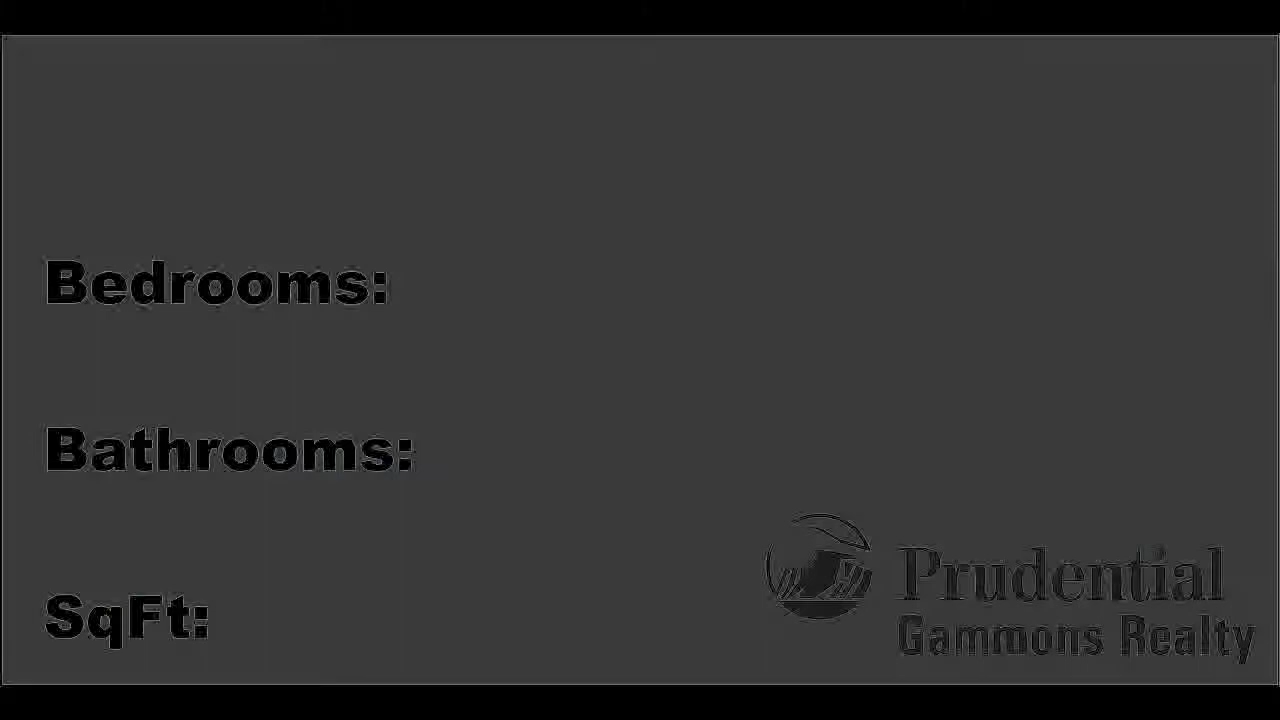 Bedrooms:
Bathrooms:
SqFt:
Prudential
Gammons Realty